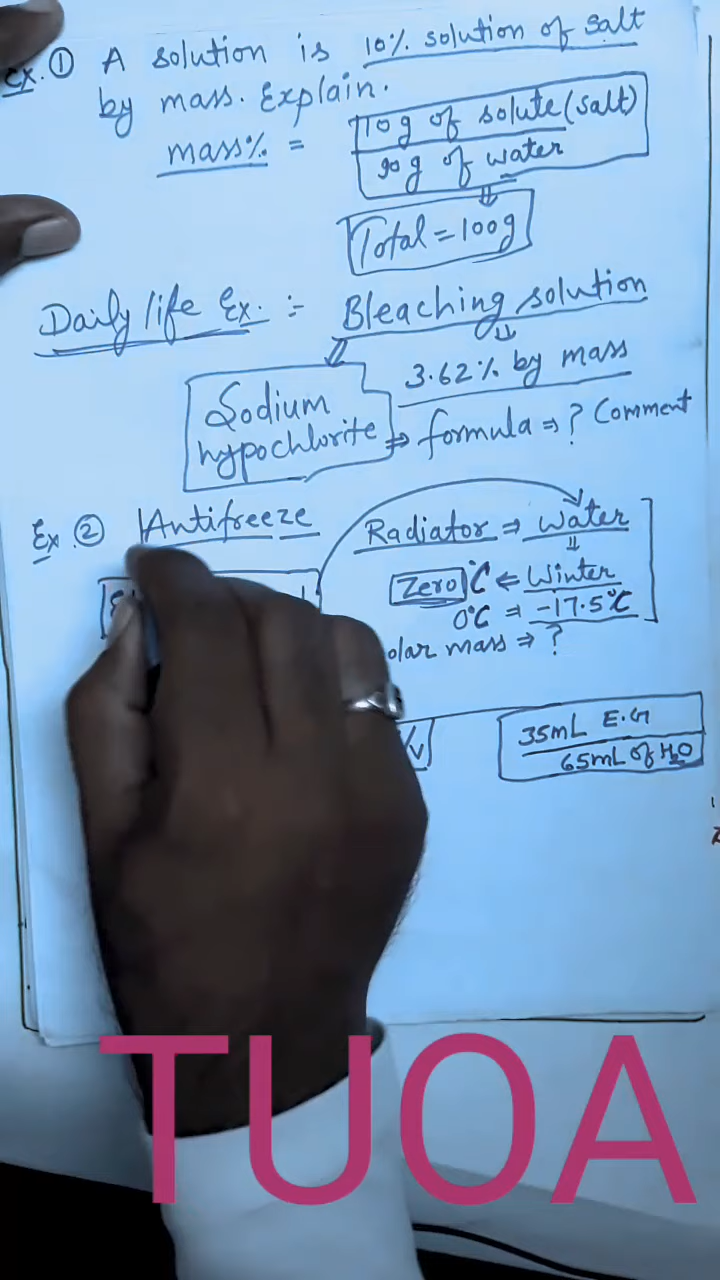 Ex. ① A solution is 10% solution of salt
by mass. Explain.
mass% = 10g of solute (salt)
90g of water
Total = 100g
Daily life Ex. :- Bleaching solution
3.62% by mass
Sodium
hypochlorite ⇒ formula ⇒ ? Comment
Ex. ② Antifreeze Radiator ⇒ Water
Zero °C ⇐ Winter
0°C ⇒ -17.5°C
olar mass ⇒ ?
/V
35mL E.G
65mL of H2O
TUOA